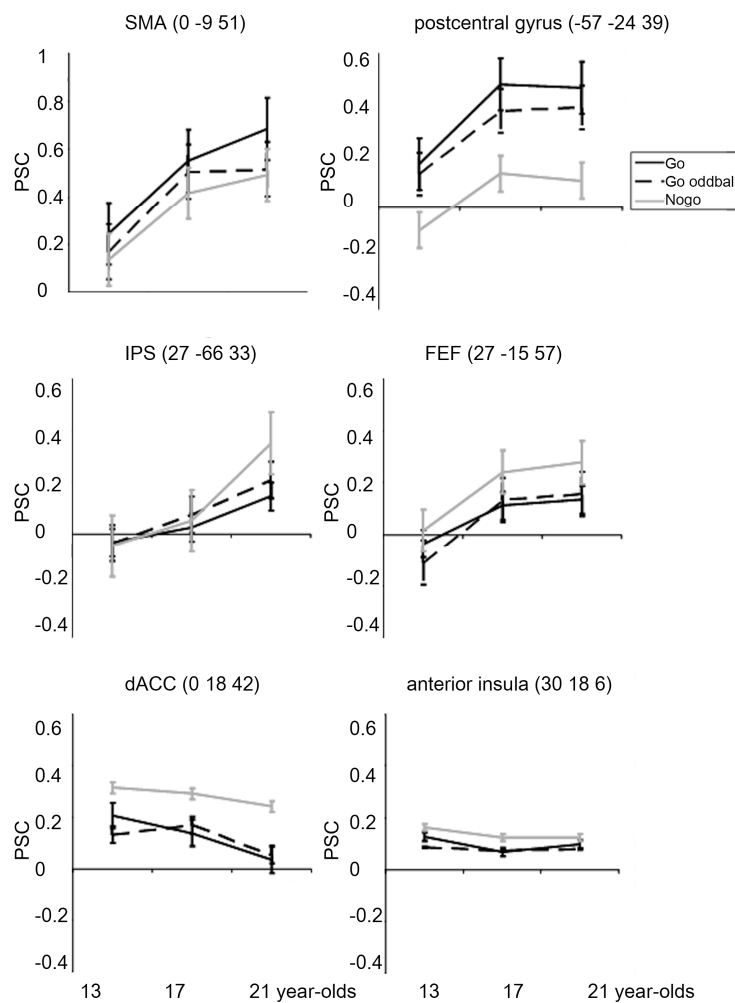 SMA (0 -9 51)
postcentral gyrus (-57 -24 39)
1
0.8
0.6
0.4
0.2
0
PSC
0.6
0.4
0.2
0
-0.2
-0.4
PSC
Go
Go oddbal
Nogo
IPS (27 -66 33)
FEF (27 -15 57)
0.6
0.4
0.2
0
-0.2
-0.4
PSC
0.6
0.4
0.2
0
-0.2
-0.4
PSC
dACC (0 18 42)
anterior insula (30 18 6)
0.6
0.4
0.2
0
-0.2
-0.4
PSC
0.6
0.4
0.2
0
-0.2
-0.4
PSC
13 17 21 year-olds
13 17 21 year-olds